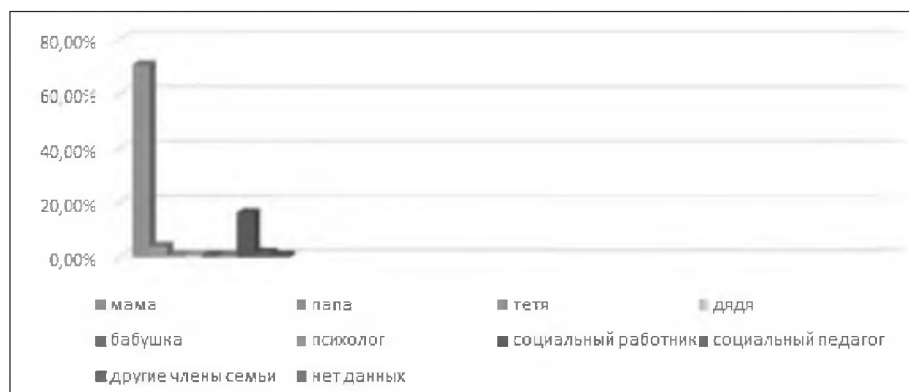 80,00%
60,00%
40,00%
20,00%
0,00%
мама папа тетя дядя
бабушка психолог социальный работник социальный педагог
другие члены семьи нет данных